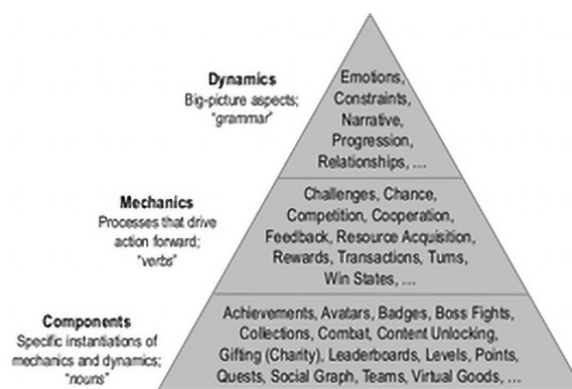 Dynamics
Big-picture aspects;
"grammar"
Emotions,
Constraints,
Narrative,
Progression,
Relationships, ...
Mechanics
Processes that drive
action forward;
"verbs"
Challenges, Chance,
Competition, Cooperation,
Feedback, Resource Acquisition,
Rewards, Transactions, Turns,
Win States, ...
Components
Specific instantiations of
mechanics and dynamics;
"nouns"
Achievements, Avatars, Badges, Boss Fights,
Collections, Combat, Content Unlocking,
Gifting (Charity), Leaderboards, Levels, Points,
Quests, Social Graph, Teams, Virtual Goods, ...